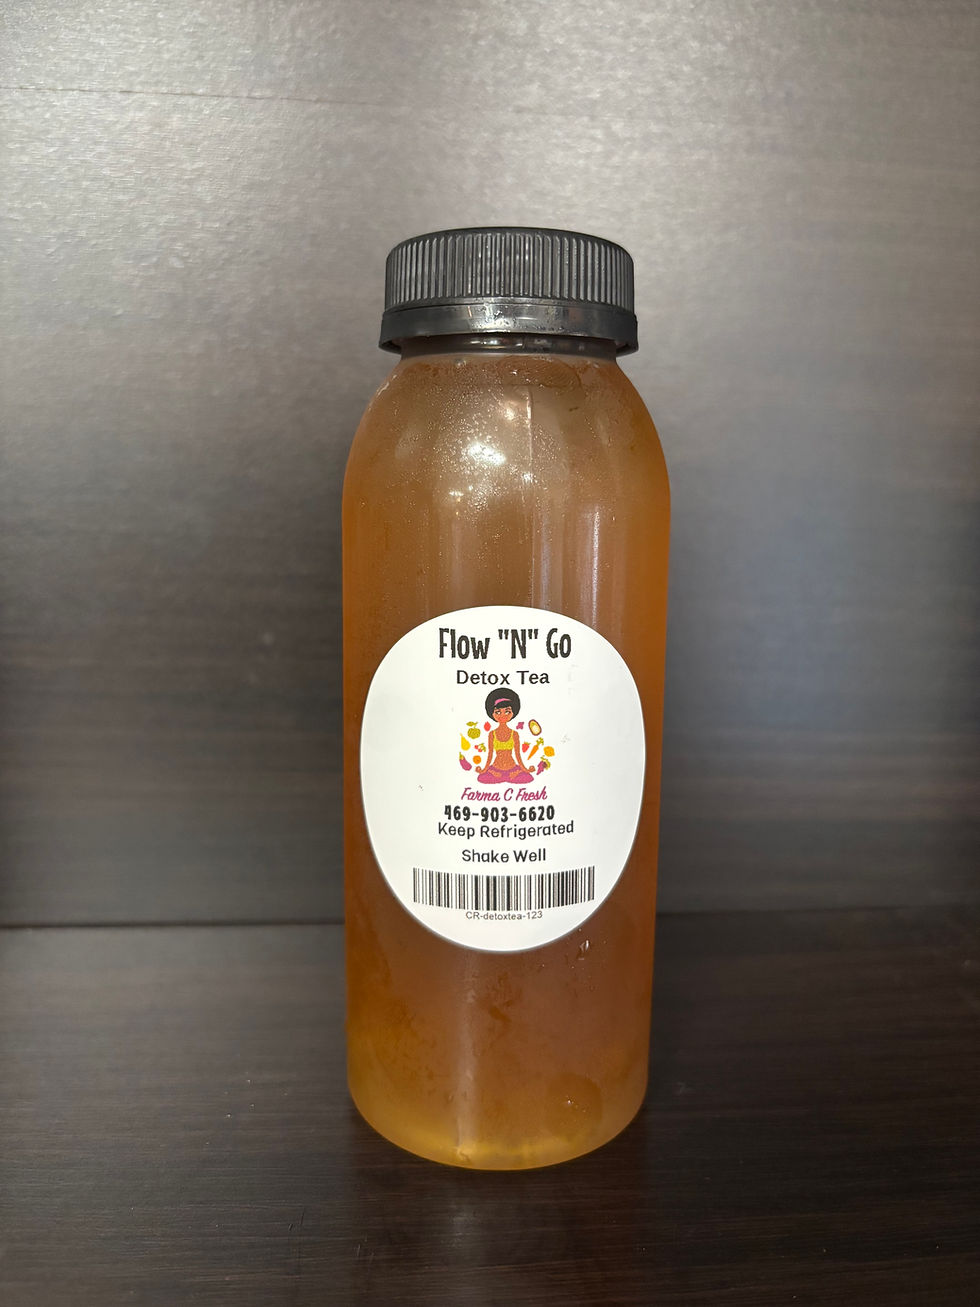 Flow "N" Go
Detox Tea
Farma C Fresh
469-903-6620
Keep Refrigerated
Shake Well
CR-detoxtea-123